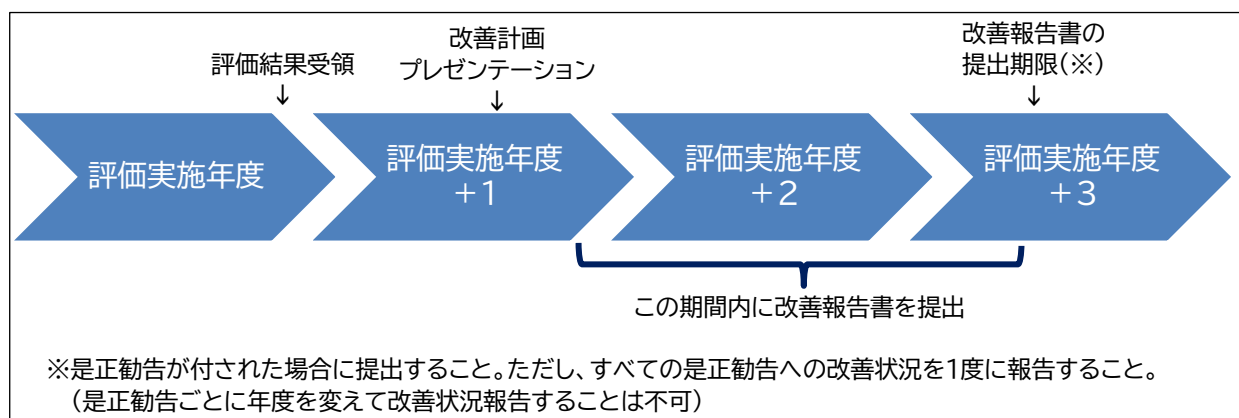 評価結果受領
↓
改善計画
プレゼンテーション
↓
改善報告書の
提出期限(※)
↓
評価実施年度
評価実施年度
+1
評価実施年度
+2
評価実施年度
+3
この期間内に改善報告書を提出
※是正勧告が付された場合に提出すること。ただし、すべての是正勧告への改善状況を1度に報告すること。
(是正勧告ごとに年度を変えて改善状況報告することは不可)